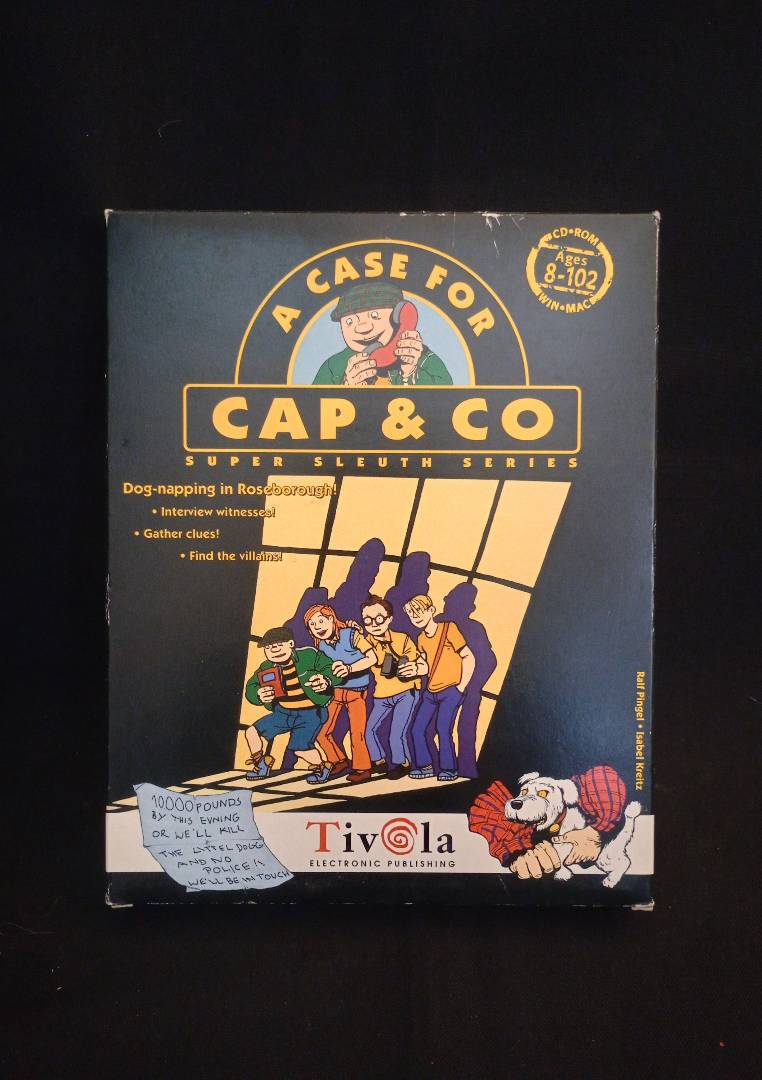 A CASE FOR
CAP & CO
SUPER SLEUTH SERIES
CD•ROM
Ages
8-102
WIN•MAC
Dog-napping in Roseborough!
• Interview witnesses!
• Gather clues!
• Find the villains!
Ralf Pingel • Isabel Kreitz
10000 POUNDS
BY THIS EVNING
OR WE'LL KILL
THE LITTEL DOGG
AND NO
POLICE!!
WE'LL BE IN TOUCH
Tivola
ELECTRONIC PUBLISHING